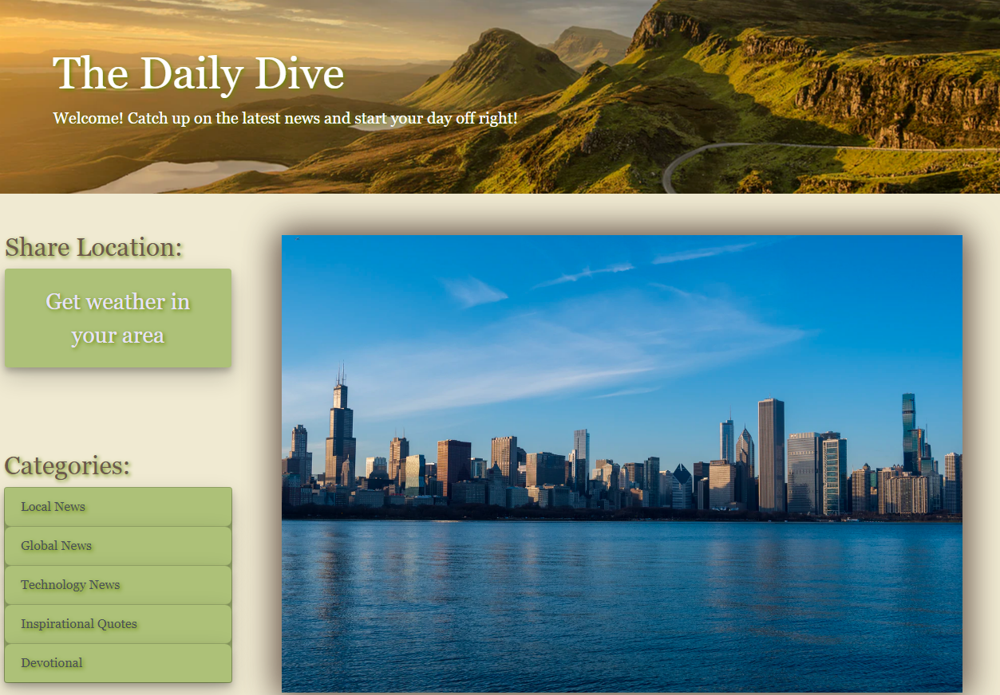 The Daily Dive
Welcome! Catch up on the latest news and start your day off right!
Share Location:
Get weather in
your area
Categories:
Local News
Global News
Technology News
Inspirational Quotes
Devotional